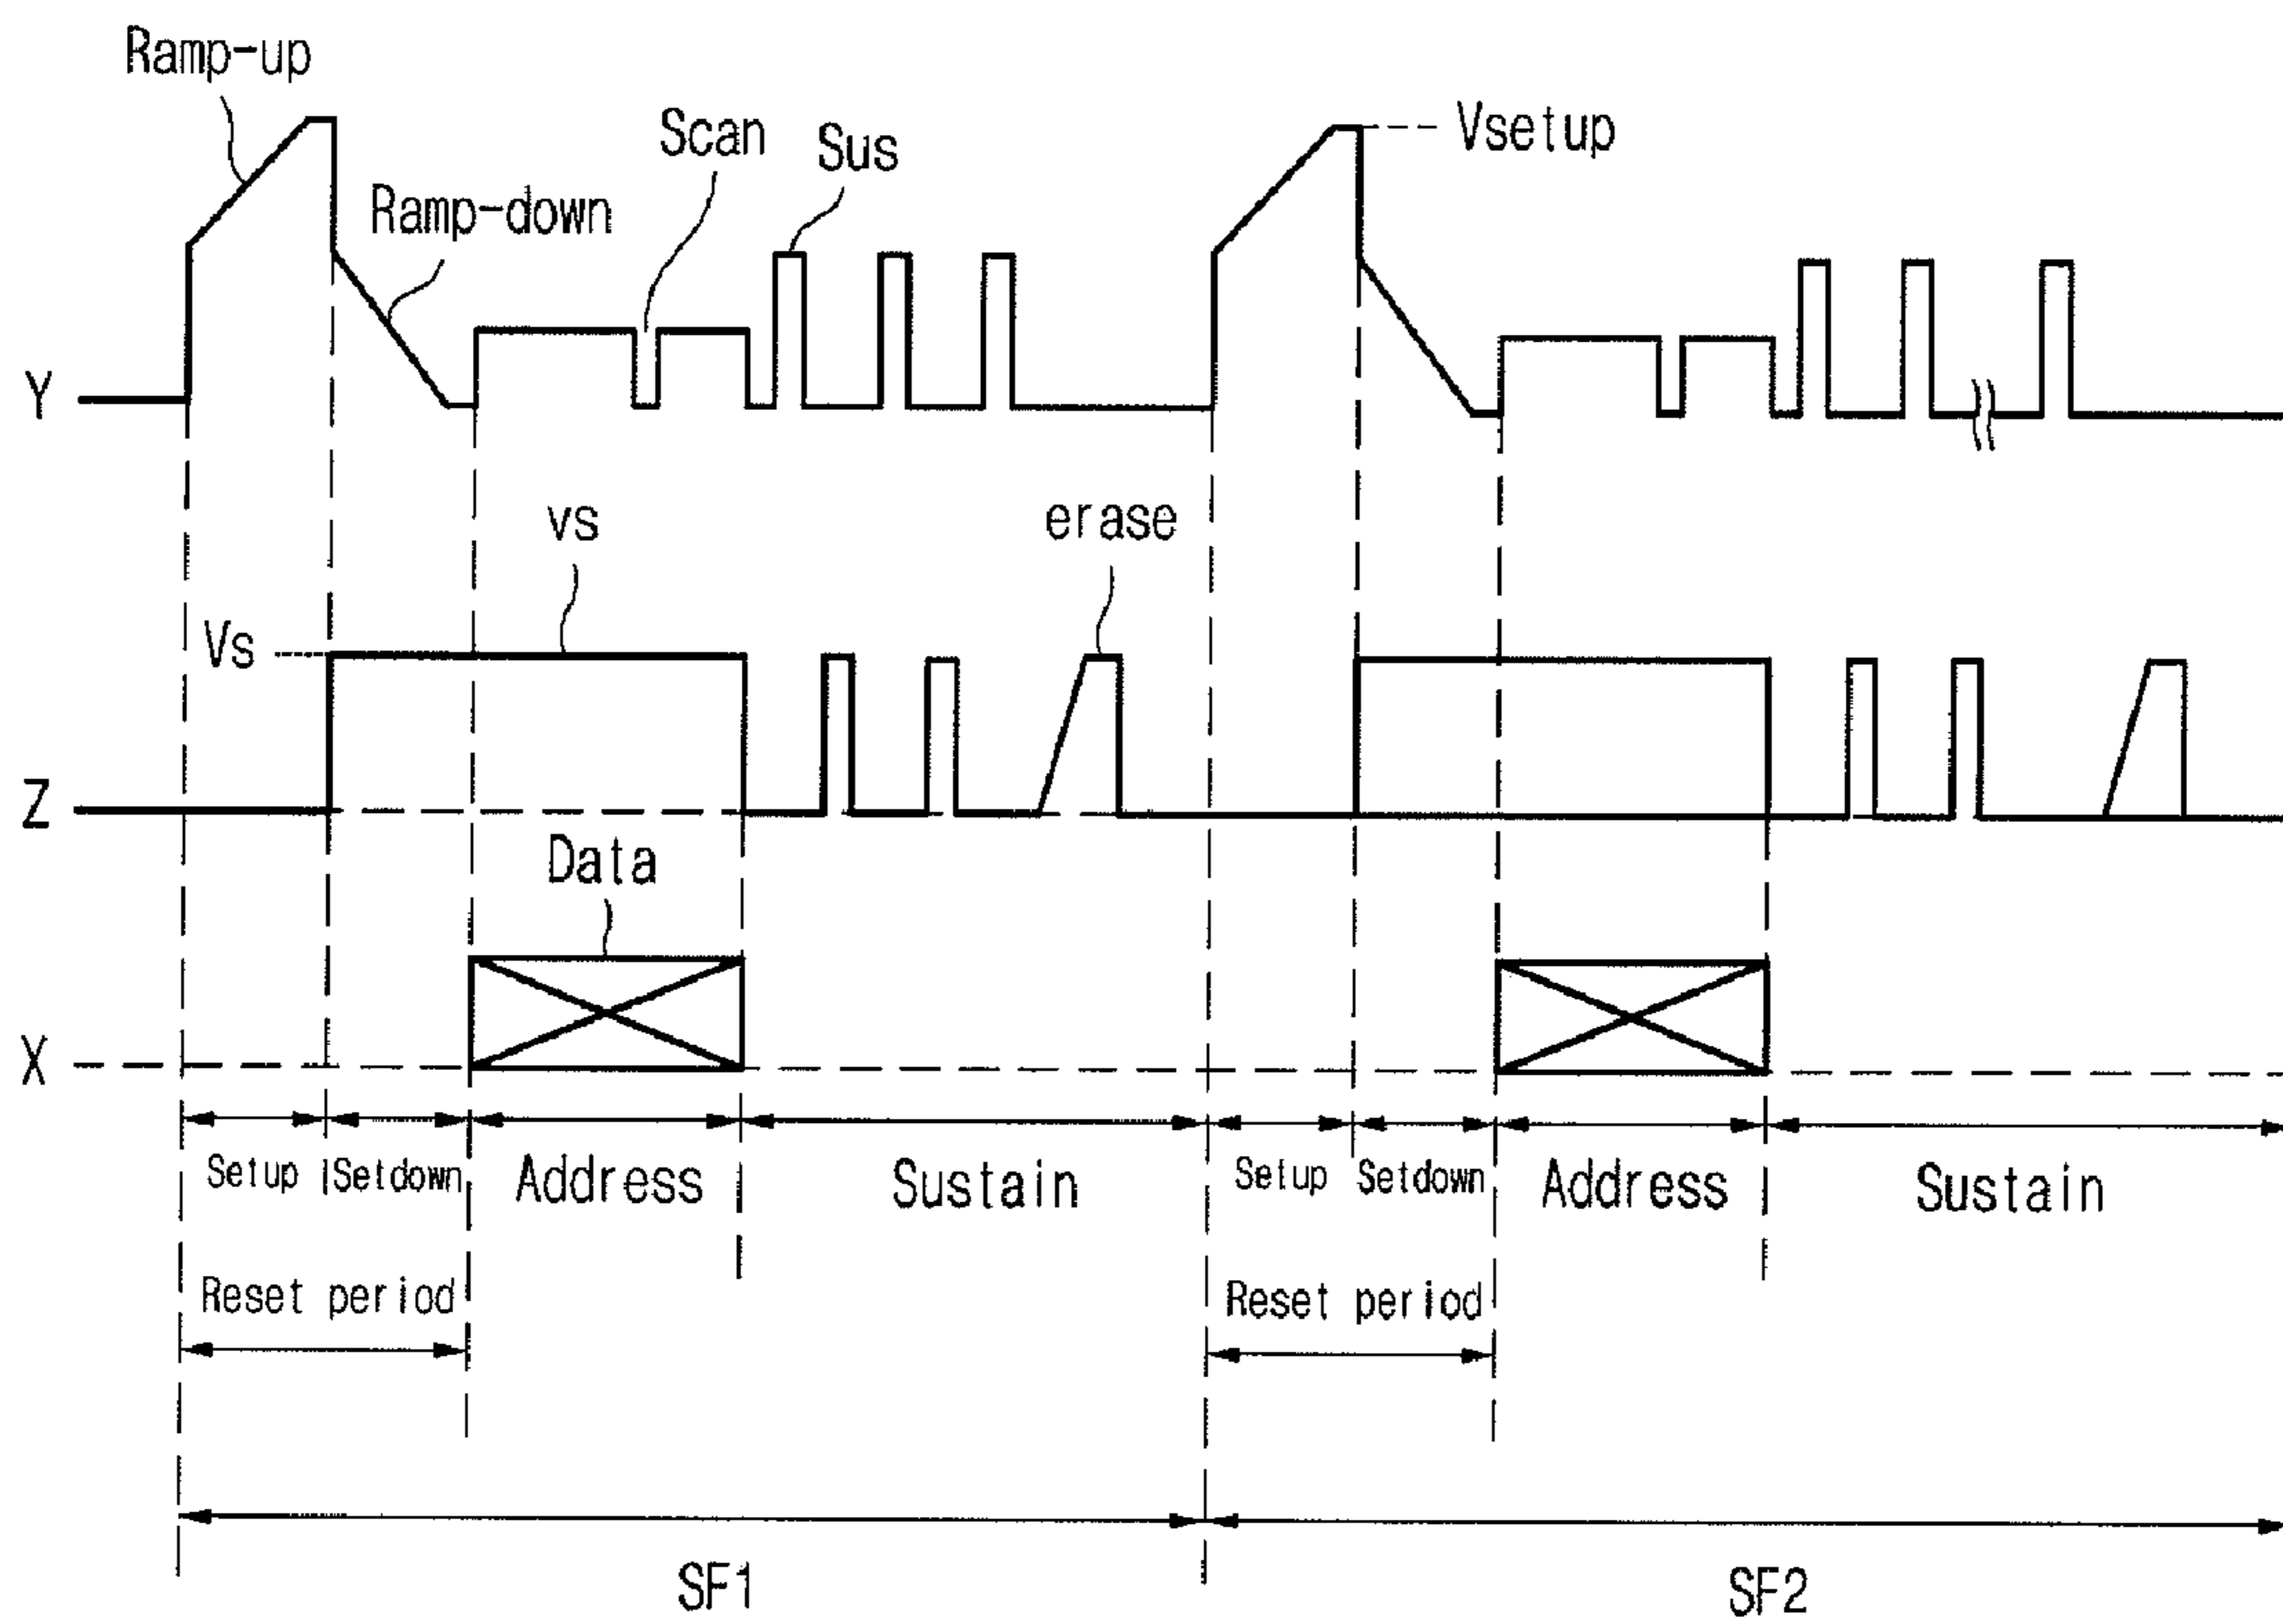 Ramp-up
Scan
Sus
Vsetup
Ramp-down
Y
vs
erase
Vs
Z
Data
X
Setup Setdown Address Sustain Setup Setdown Address Sustain
Reset period Reset period
SF1 SF2